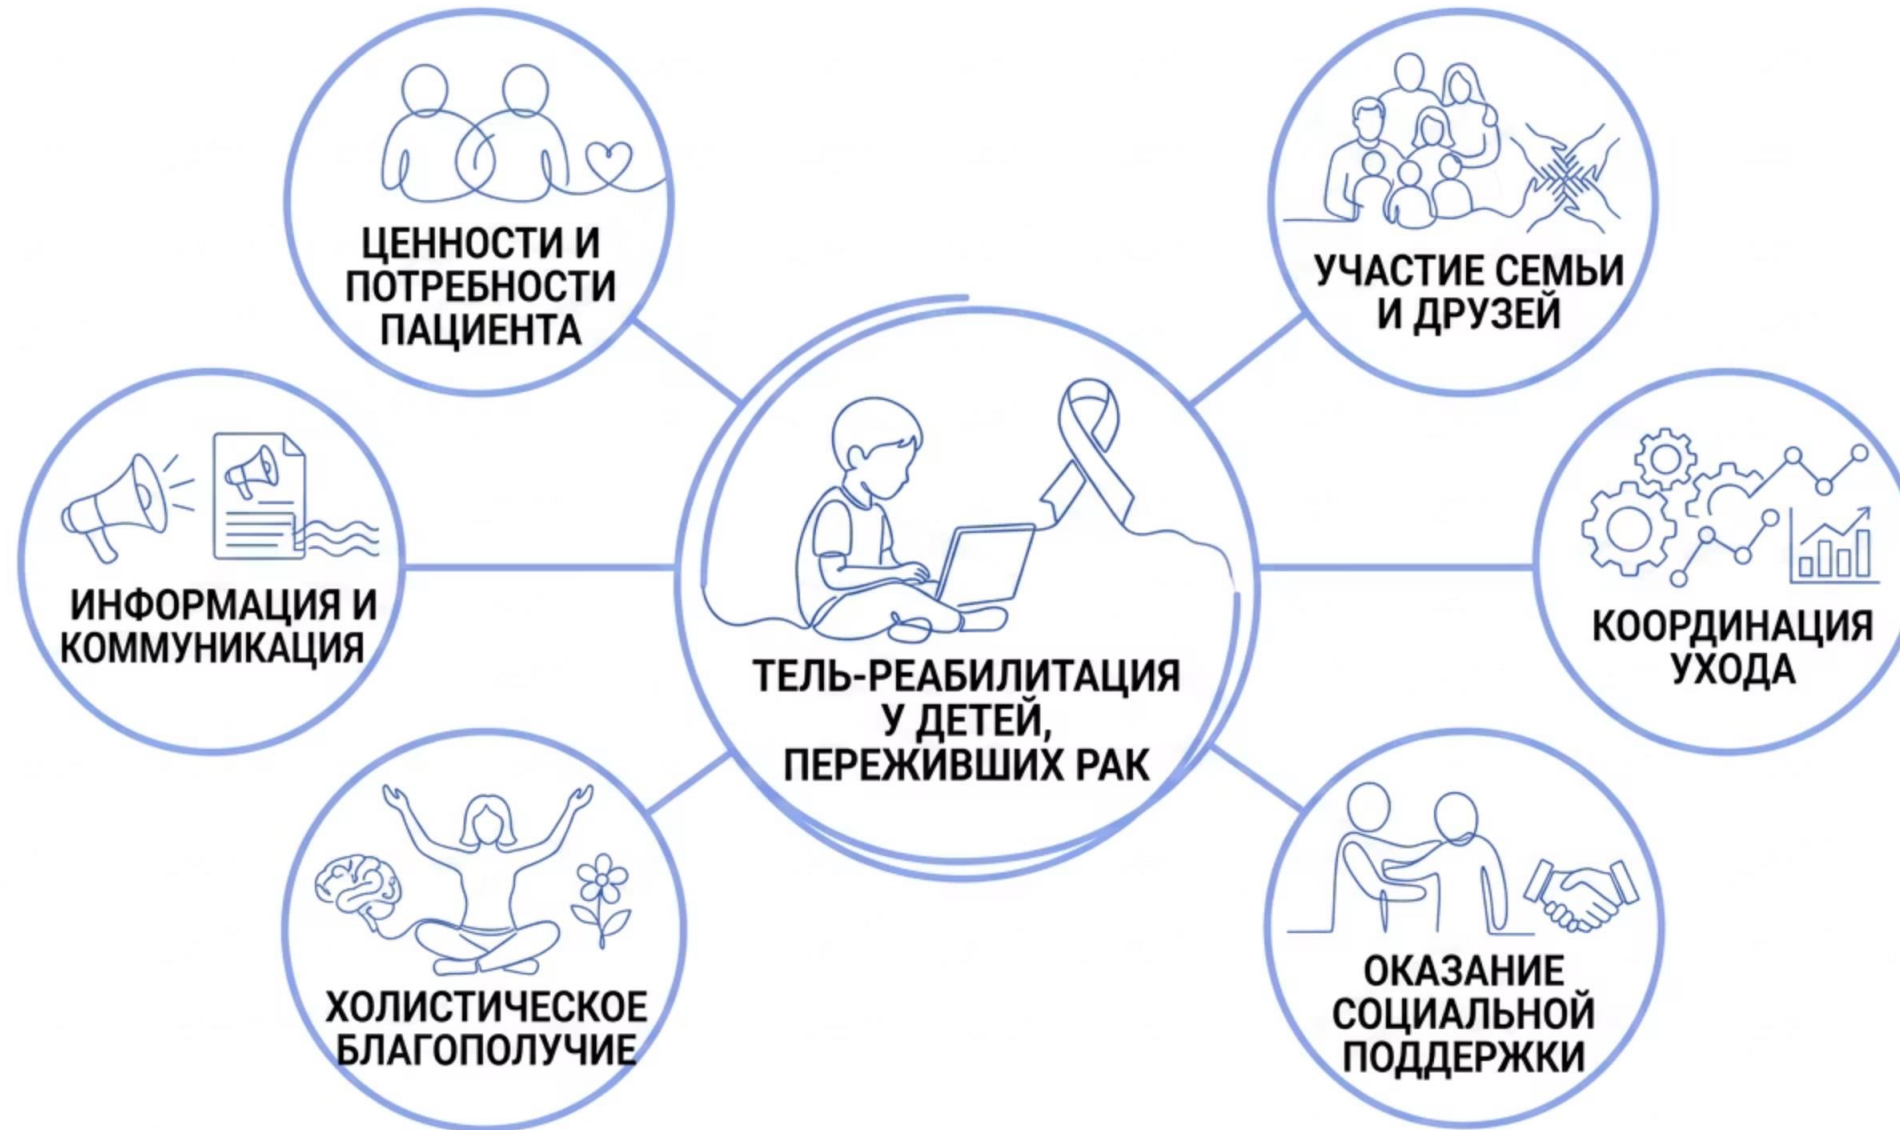 ЦЕННОСТИ И
ПОТРЕБНОСТИ
ПАЦИЕНТА
УЧАСТИЕ СЕМЬИ
И ДРУЗЕЙ
ИНФОРМАЦИЯ И
КОММУНИКАЦИЯ
ТЕЛЬ-РЕАБИЛИТАЦИЯ
У ДЕТЕЙ,
ПЕРЕЖИВШИХ РАК
КООРДИНАЦИЯ
УХОДА
ХОЛИСТИЧЕСКОЕ
БЛАГОПОЛУЧИЕ
ОКАЗАНИЕ
СОЦИАЛЬНОЙ
ПОДДЕРЖКИ